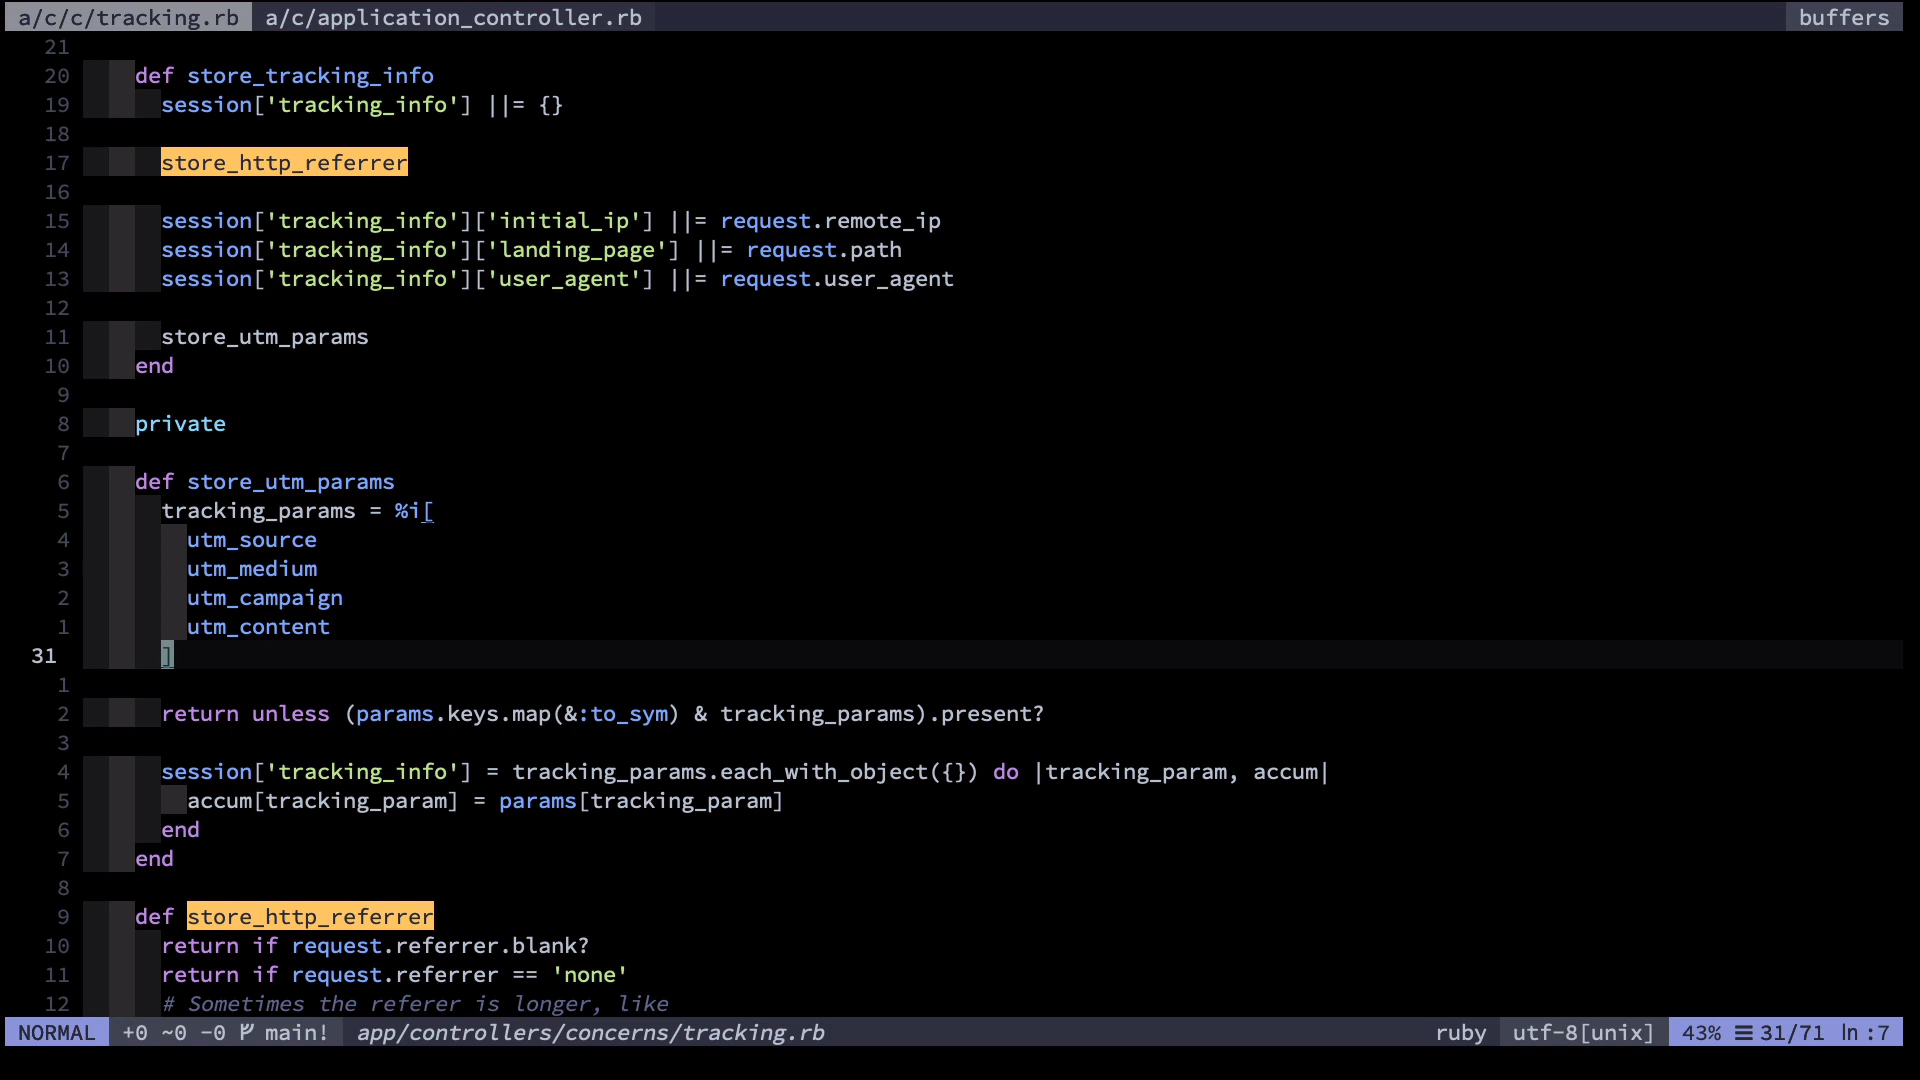 a/c/c/tracking.rb a/c/application_controller.rb buffers
21
20 def store_tracking_info
19 session['tracking_info'] ||= {}
18
17 store_http_referrer
16
15 session['tracking_info']['initial_ip'] ||= request.remote_ip
14 session['tracking_info']['landing_page'] ||= request.path
13 session['tracking_info']['user_agent'] ||= request.user_agent
12
11 store_utm_params
10 end
9
8 private
7
6 def store_utm_params
5 tracking_params = %i[
4 utm_source
3 utm_medium
2 utm_campaign
1 utm_content
31 ]
1
2 return unless (params.keys.map(&:to_sym) & tracking_params).present?
3
4 session['tracking_info'] = tracking_params.each_with_object({}) do |tracking_param, accum|
5 accum[tracking_param] = params[tracking_param]
6 end
7 end
8
9 def store_http_referrer
10 return if request.referrer.blank?
11 return if request.referrer == 'none'
12 # Sometimes the referer is longer, like
NORMAL +0 ~0 -0 main! app/controllers/concerns/tracking.rb ruby utf-8[unix] 43% ☰ 31/71 ln :7